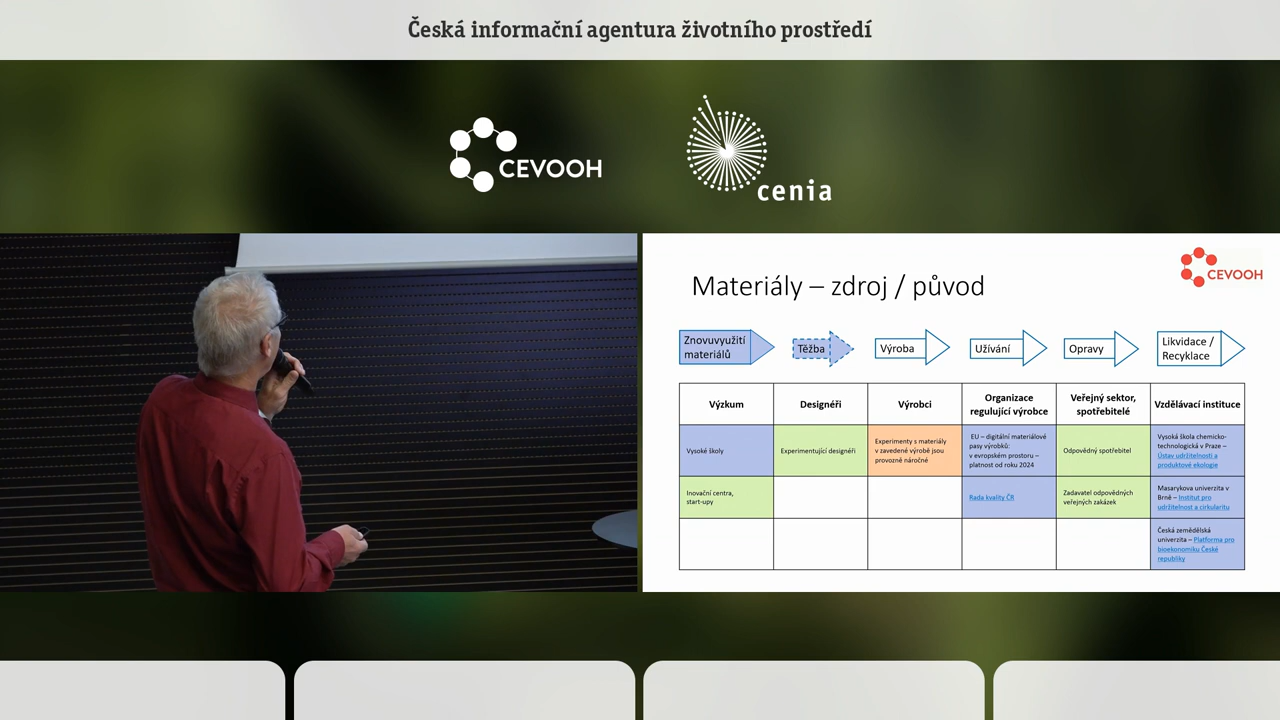 Česká informační agentura životního prostředí
CEVOOH
cenia
CEVOOH
Materiály – zdroj / původ
Znovuvyužití
materiálů
Těžba
Výroba
Užívání
Opravy
Likvidace /
Recyklace
Výzkum
Designéři
Výrobci
Organizace
regulující výrobce
Veřejný sektor,
spotřebitelé
Vzdělávací instituce
Vysoké školy
Experimentující designéři
Experimenty s materiály
v zavedené výrobě jsou
provozně náročné
EU – digitální materiálové
pasy výrobků:
v evropském prostoru –
platnost od roku 2024
Odpovědný spotřebitel
Vysoká škola chemicko-
technologická v Praze –
Ústav udržitelnosti a
produktové ekologie
Inovační centra,
start-upy
Rada kvality ČR
Zadavatel odpovědných
veřejných zakázek
Masarykova univerzita v
Brně – Institut pro
udržitelnost a cirkularitu
Česká zemědělská
univerzita – Platforma pro
bioekonomiku České
republiky